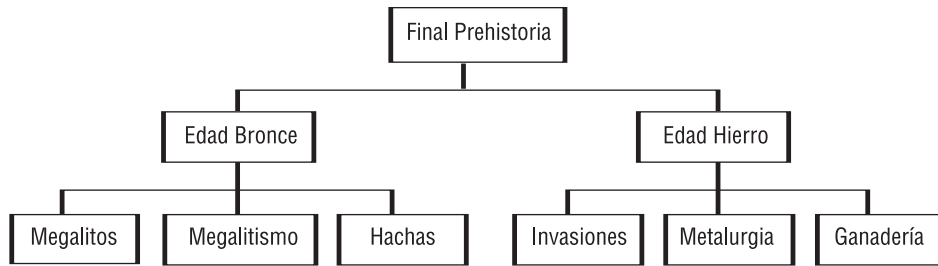 Final Prehistoria
Edad Bronce
Edad Hierro
Megalitos
Megalitismo
Hachas
Invasiones
Metalurgia
Ganadería